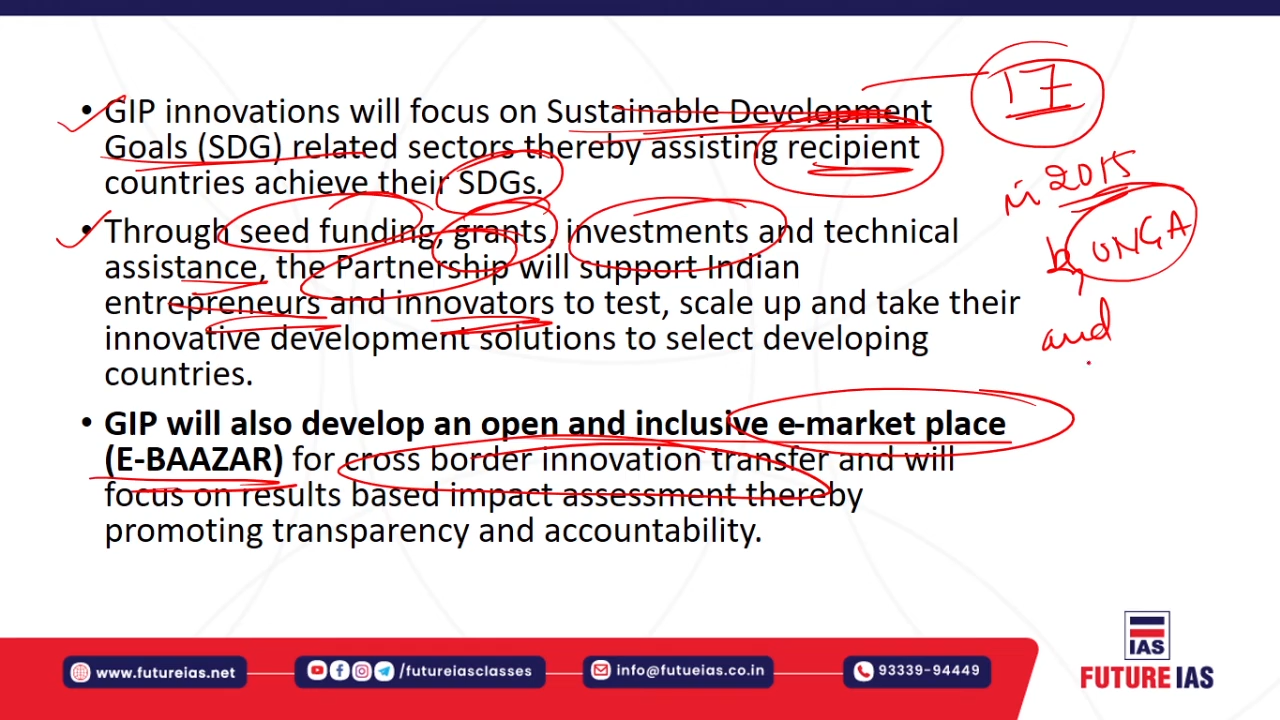 • GIP innovations will focus on Sustainable Development
Goals (SDG) related sectors thereby assisting recipient
countries achieve their SDGs.
• Through seed funding, grants, investments and technical
assistance, the Partnership will support Indian
entrepreneurs and innovators to test, scale up and take their
innovative development solutions to select developing
countries.
• GIP will also develop an open and inclusive e-market place
(E-BAAZAR) for cross border innovation transfer and will
focus on results based impact assessment thereby
promoting transparency and accountability.
17
in 2015
by UNGA
and
www.futureias.net
/futureiasclasses
info@futueias.co.in
93339-94449
IAS
FUTURE IAS